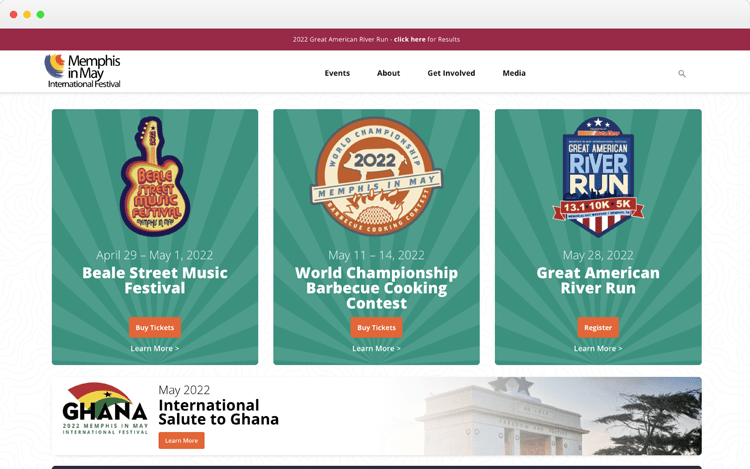 2022 Great American River Run - click here for Results
Memphis
in May
International Festival
Events About Get Involved Media
BEALE
STREET
MUSIC
FESTIVAL
MEMPHIS IN MAY
April 29 – May 1, 2022
Beale Street Music
Festival
Buy Tickets
Learn More >
WORLD CHAMPIONSHIP
2022
MEMPHIS IN MAY
BARBECUE COOKING CONTEST
May 11 – 14, 2022
World Championship
Barbecue Cooking
Contest
Buy Tickets
Learn More >
GREAT AMERICAN
RIVER
RUN
13.1 10K • 5K
May 28, 2022
Great American
River Run
Register
Learn More >
GHANA
2022 MEMPHIS IN MAY
INTERNATIONAL FESTIVAL
May 2022
International
Salute to Ghana
Learn More